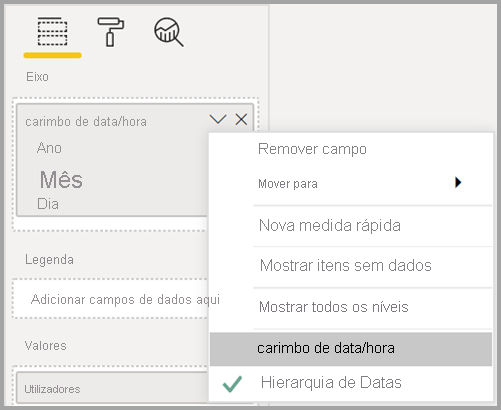 Eixo
carimbo de data/hora
Ano
Mês
Dia
Remover campo
Mover para
Nova medida rápida
Legenda
Mostrar itens sem dados
Adicionar campos de dados aqui
Mostrar todos os níveis
Valores
carimbo de data/hora
Hierarquia de Datas
Utilizadores